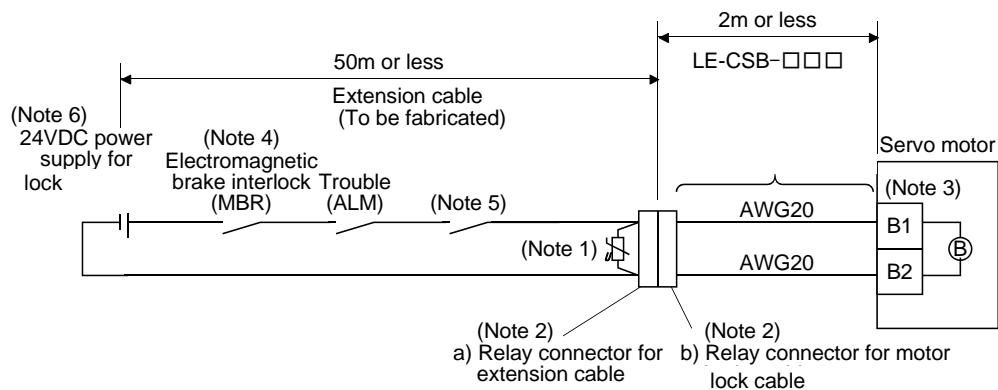 2m or less
50m or less
LE-CSB-□□□
Extension cable
(To be fabricated)
(Note 6)
24VDC power
supply for
lock
(Note 4)
Electromagnetic
brake interlock
(MBR)
Trouble
(ALM)
(Note 5)
Servo motor
(Note 3)
AWG20
B1
(Note 1)
B
AWG20
B2
(Note 2)
a) Relay connector for
extension cable
(Note 2)
b) Relay connector for motor
lock cable